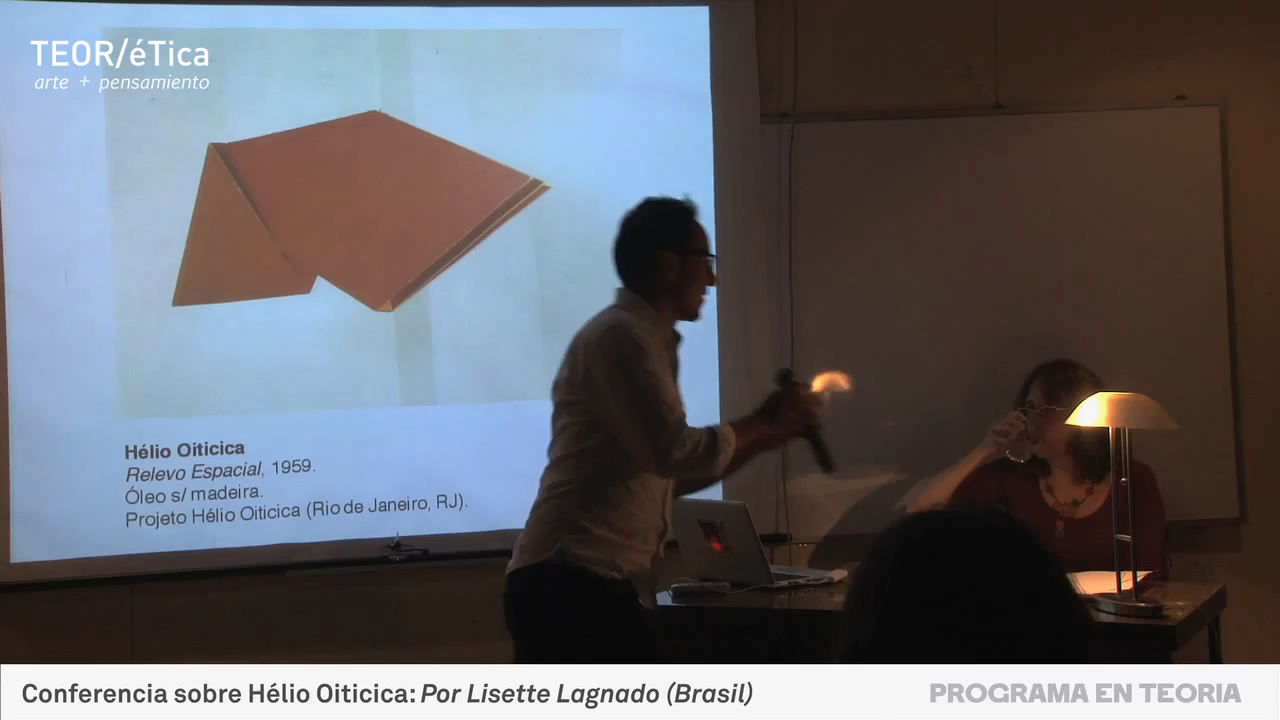 TEOR/éTica
arte + pensamiento
Hélio Oiticica
Relevo Espacial, 1959.
Óleo s/ madeira.
Projeto Hélio Oiticica (Rio de Janeiro, RJ).
Conferencia sobre Hélio Oiticica: Por Lisette Lagnado (Brasil)
PROGRAMA EN TEORIA